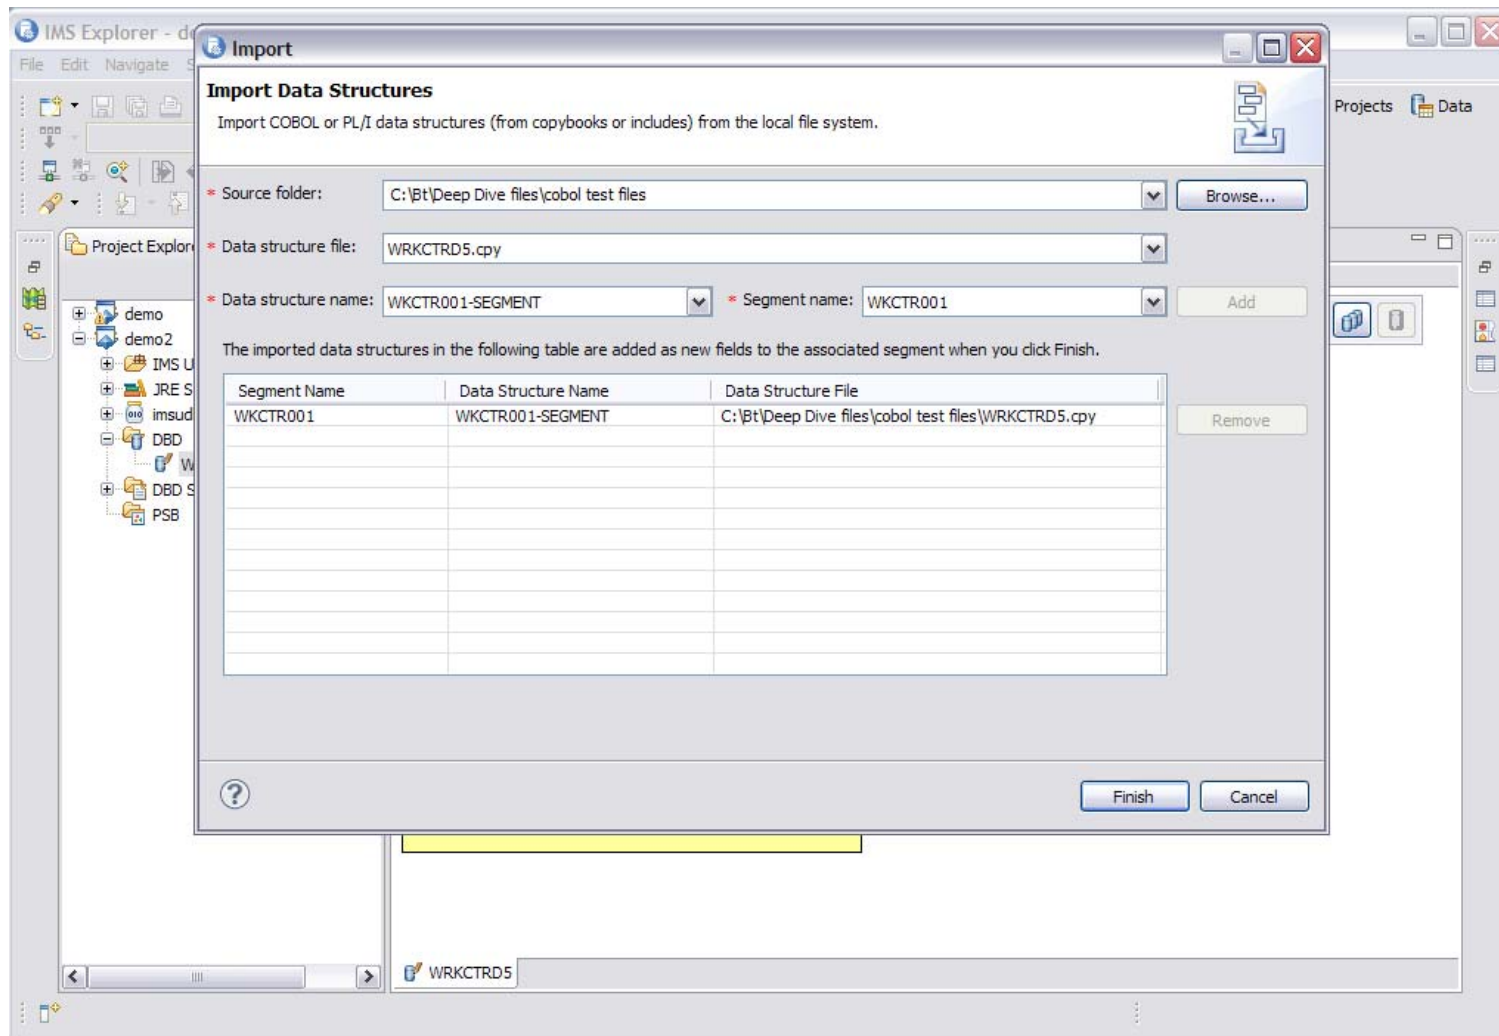 IMS Explorer - de
Import
File Edit Navigate S
Import Data Structures
Import COBOL or PL/I data structures (from copybooks or includes) from the local file system.
Projects Data
* Source folder: C:\Bt\Deep Dive files\cobol test files Browse...
Project Explore
* Data structure file: WRKCTRD5.cpy
* Data structure name: WKCTR001-SEGMENT * Segment name: WKCTR001 Add
demo
demo2
The imported data structures in the following table are added as new fields to the associated segment when you click Finish.
IMS U
JRE S
Segment Name Data Structure Name Data Structure File
imsud
WKCTR001 WKCTR001-SEGMENT C:\Bt\Deep Dive files\cobol test files\WRKCTRD5.cpy
Remove
DBD
W
DBD S
PSB
? Finish Cancel
WRKCTRD5